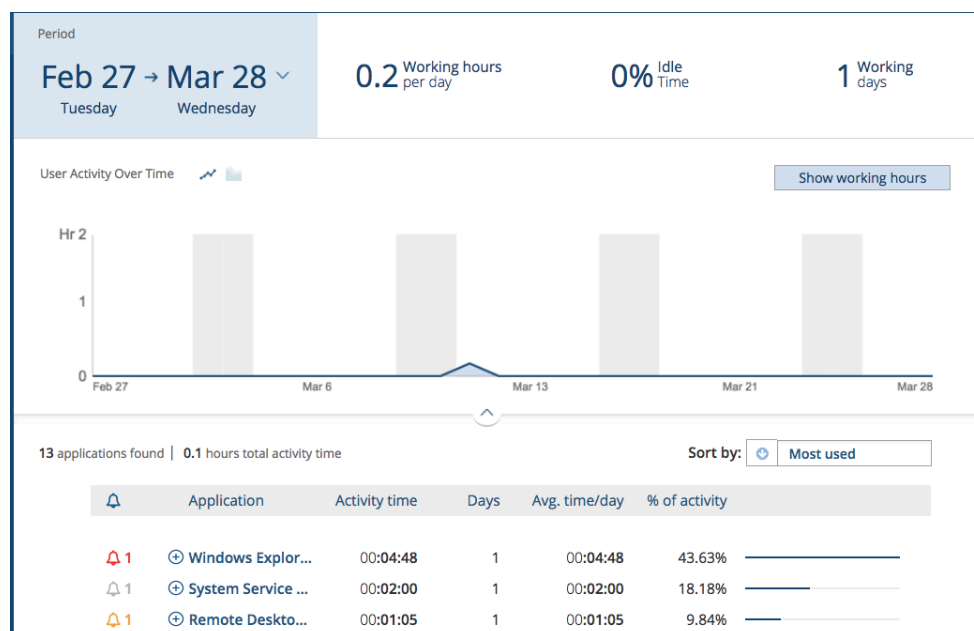 Period
Feb 27 → Mar 28
Tuesday Wednesday
0.2 Working hours per day
0% Idle Time
1 Working days
User Activity Over Time
Show working hours
Hr 2
1
0
Feb 27 Mar 6 Mar 13 Mar 21 Mar 28
13 applications found | 0.1 hours total activity time
Sort by: Most used
Application Activity time Days Avg. time/day % of activity
1 Windows Explor... 00:04:48 1 00:04:48 43.63%
1 System Service ... 00:02:00 1 00:02:00 18.18%
1 Remote Deskto... 00:01:05 1 00:01:05 9.84%